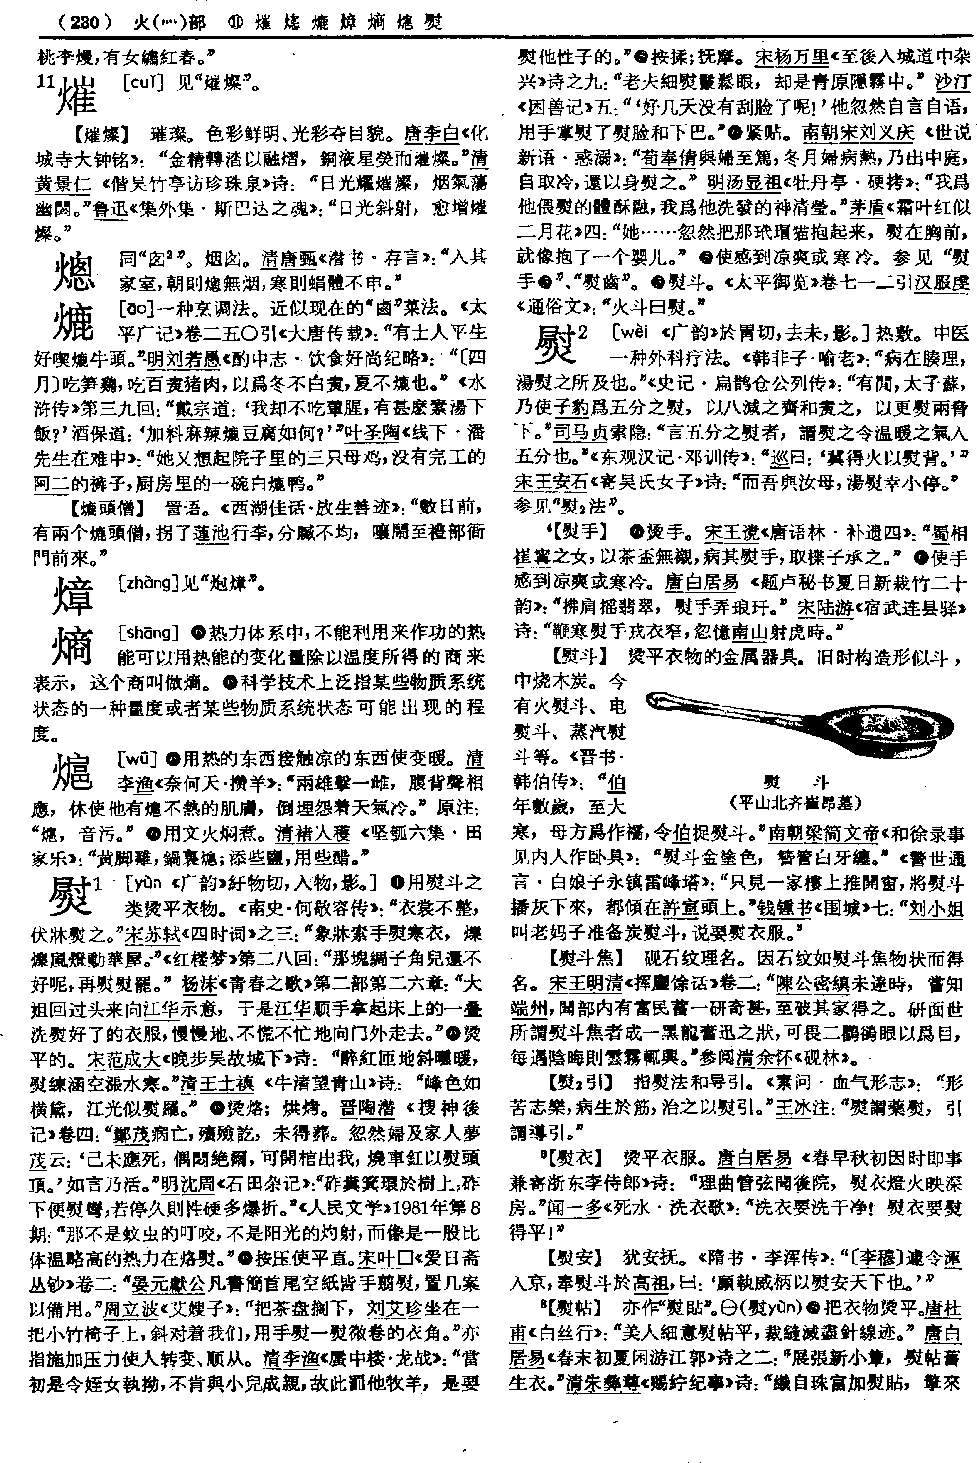 （230） 火(灬)部 ⑪ 熣 熜 熝 熳 熵 熓 熨
桃李熳，有女嬌紅春。”
11 熣 [cuī] 见“熣燦”。
【熣燦】 璀璨。色彩鲜明、光彩夺目貌。唐李白《化
城寺大钟铭》：“金精轉浩以融熠，銅液星熒而熣燦。”清
黄景仁《偕吴竹亭访珍珠泉》诗：“日光耀熣燦，烟氣蕩
幽閟。”鲁迅《集外集·斯巴达之魂》：“日光斜射，愈增熣
燦。”
熜 同“囱2”。烟囱。清唐甄《潜书·存言》：“入其
家室，朝則熜無烟，寒則蝟體不申。”
熝 [āo]一种烹调法。近似现在的“鹵”菜法。《太
平广记》卷二五〇引《大唐传载》：“有士人平生
好喫熝牛頭。”明刘若愚《酌中志·饮食好尚纪略》：“〔四
月〕吃笋鷄，吃百煮猪肉，以爲冬不白煮，夏不熝也。”《水
浒传》第三九回：“戴宗道：‘我却不吃葷腥，有甚麽素湯下
飯？’酒保道：‘加料麻辣熝豆腐如何？’”叶圣陶《线下·潘
先生在难中》：“她又想起院子里的三只母鸡，没有完工的
阿二的裤子，厨房里的一碗白熝鸭。”
【熝頭僧】 詈语。《西湖佳话·放生善迹》：“數日前，
有兩个熝頭僧，拐了蓮池行李，分贓不均，嚷鬧至禮部衙
門前來。”
熳 [zhāng]见“炮熳”。
熵 [shāng] ❶热力体系中，不能利用来作功的热
能可以用热能的变化量除以温度所得的商来
表示，这个商叫做熵。❷科学技术上泛指某些物质系统
状态的一种量度或者某些物质系统状态可能出现的程
度。
熓 [wǔ] ❶用热的东西接触凉的东西使变暖。清
李渔《奈何天·攒羊》：“兩雄擊一雌，腹背聲相
應，休使他有熓不熱的肌膚，倒埋怨着天氣冷。”原注：
“熓，音污。”❷用文火焖煮。清褚人穫《坚瓠六集·田
家乐》：“黄脚雞，鍋裏熓；添些鹽，用些醋。”
熨1 [yùn 《广韵》紆物切，入物，影。] ❶用熨斗之
类烫平衣物。《南史·何敬容传》：“衣裳不整，
伏牀熨之。”宋苏轼《四时词》之三：“象牀素手熨寒衣，爍
爍風燈動華屋。”《红楼梦》第二八回：“那塊綢子角兒還不
好呢，再熨熨罷。”杨沫《青春之歌》第二部第二六章：“大
姐回过头来向江华示意，于是江华顺手拿起床上的一叠
洗熨好了的衣服，慢慢地、不慌不忙地向门外走去。”❷烫
平的。宋范成大《晚步吴故城下》诗：“醉紅匝地斜曛暖，
熨練涵空漲水寒。”清王士禛《牛渚望青山》诗：“峰色如
横黛，江光似熨羅。”❸烫烙；烘烤。晋陶潜《搜神後
记》卷四：“鄭茂病亡，殯殮訖，未得葬。忽然婦及家人夢
茂云：‘己未應死，偶悶絶爾，可開棺出我，燒車釭以熨頭
頂。’如言乃活。”明沈周《石田杂记》：“砟糞箕環於樹上，砟
下便熨彎；若停久則性硬多爆折。”《人民文学》1981年第8
期：“那不是蚊虫的叮咬，不是阳光的灼射，而像是一股比
体温略高的热力在烙熨。”❹按压使平直。宋叶□《爱日斋
丛钞》卷二：“晏元獻公凡書簡首尾空紙皆手翦熨，置几案
以備用。”周立波《艾嫂子》：“把茶盘搁下，刘艾珍坐在一
把小竹椅子上，斜对着我们，用手熨一熨微卷的衣角。”亦
指施加压力使人转变、顺从。清李渔《蜃中楼·龙战》：“當
初是令姪女執拗，不肯與小兒成親，故此罰他牧羊，是要
熨他性子的。”❺按揉；抚摩。宋杨万里《至後入城道中杂
兴》诗之九：“老夫細熨鬔鬆眼，却是青原隱霧中。”沙汀
《困兽记》五：“‘好几天没有刮脸了呢！’他忽然自言自语，
用手掌熨了熨脸和下巴。”❻紧贴。南朝宋刘义庆《世说
新语·惑溺》：“荀奉倩與婦至篤，冬月婦病熱，乃出中庭，
自取冷，還以身熨之。”明汤显祖《牡丹亭·硬拷》：“我爲
他偎熨的體酥融，我爲他洗發的神清瑩。”茅盾《霜叶红似
二月花》四：“她……忽然把那玳瑁猫抱起来，熨在胸前，
就像抱了一个婴儿。”❼使感到凉爽或寒冷。参见“熨
手❷”、“熨齒”。❽熨斗。《太平御览》卷七一二引汉服虔
《通俗文》：“火斗曰熨。”
熨2 [wèi 《广韵》於胃切，去未，影。] 热敷。中医
一种外科疗法。《韩非子·喻老》：“病在腠理，
湯熨之所及也。”《史记·扁鹊仓公列传》：“有閒，太子蘇，
乃使子豹爲五分之熨，以八減之齊和煑之，以更熨兩脅
下。”司马贞索隐：“言五分之熨者，謂熨之令温暖之氣入
五分也。”《东观汉记·邓训传》：“巡曰：‘冀得火以熨背。’”
宋王安石《寄吴氏女子》诗：“而吾與汝母，湯熨幸小停。”
参见“熨2法”。
4【熨手】 ❶烫手。宋王谠《唐语林·补遗四》：“蜀相
崔寧之女，以茶盃無襯，病其熨手，取楪子承之。”❷使手
感到凉爽或寒冷。唐白居易《题卢秘书夏日新栽竹二十
韵》：“拂肩摇翡翠，熨手弄琅玕。”宋陆游《宿武连县驿》
诗：“鞭寒熨手戎衣窄，忽憶南山射虎時。”
【熨斗】 烫平衣物的金属器具。旧时构造形似斗，
中烧木炭。今
有火熨斗、电
熨斗、蒸汽熨
斗等。《晋书·
韩伯传》：“伯
年數歲，至大
熨 斗
（平山北齐崔昂墓）
寒，母方爲作襦，令伯捉熨斗。”南朝梁简文帝《和徐录事
见内人作卧具》：“熨斗金塗色，簪管白牙纏。”《警世通
言·白娘子永镇雷峰塔》：“只見一家樓上推開窗，將熨斗
播灰下來，都傾在許宣頭上。”钱锺书《围城》七：“刘小姐
叫老妈子准备炭熨斗，说要熨衣服。”
【熨斗焦】 砚石纹理名。因石纹如熨斗焦物状而得
名。宋王明清《挥麈馀话》卷二：“陳公密縝未達時，嘗知
端州，聞部内有富民蓄一研奇甚，至破其家得之。研面世
所謂熨斗焦者成一黑龍奮迅之狀，可畏二鸜鵒眼以爲目，
每遇陰晦則雲霧輒興。”参阅清余怀《砚林》。
【熨2引】 指熨法和导引。《素问·血气形志》：“形
苦志樂，病生於筋，治之以熨引。”王冰注：“熨謂藥熨，引
謂導引。”
6【熨衣】 烫平衣服。唐白居易《春早秋初因时即事
兼寄浙东李侍郎》诗：“理曲管弦聞後院，熨衣燈火映深
房。”闻一多《死水·洗衣歌》：“洗衣要洗干净！熨衣要熨
得平！”
【熨安】 犹安抚。《隋书·李浑传》：“〔李穆〕遽令渾
入京，奉熨斗於高祖，曰：‘願執威柄以熨安天下也。’”
8【熨帖】 亦作“熨貼”。㊀(熨yùn)❶把衣物烫平。唐杜
甫《白丝行》：“美人細意熨帖平，裁縫滅盡針線迹。”唐白
居易《春末初夏闲游江郭》诗之二：“展張新小簟，熨帖舊
生衣。”清朱彝尊《赐紵纪事》诗：“織自珠宫加熨貼，擎來